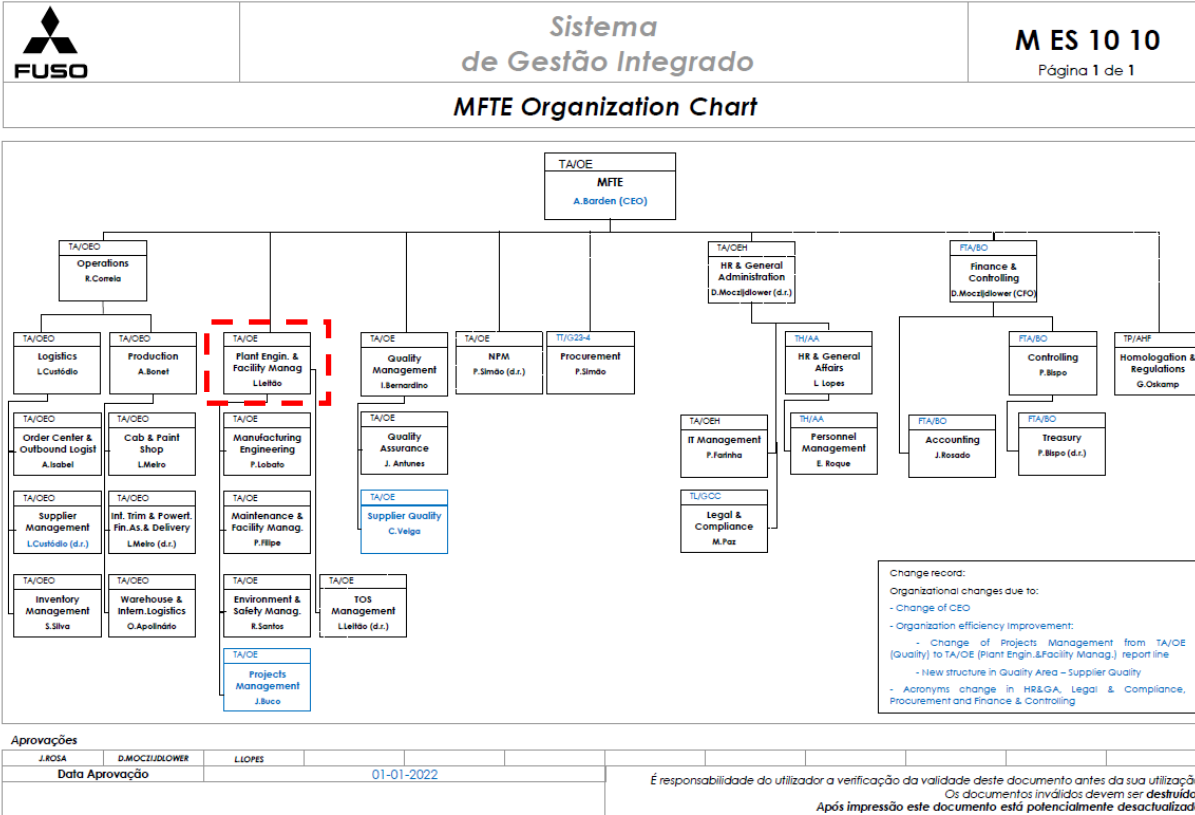 FUSO
Sistema
de Gestão Integrado
M ES 10 10
Página 1 de 1
MFTE Organization Chart
TA/OE
MFTE
A.Barden (CEO)
TA/OEO
Operations
R.Correia
TA/OEH
HR & General
Administration
D.Moczijdlower (d.r.)
FTA/BO
Finance &
Controlling
D.Moczijdlower (CFO)
TA/OEO
Logistics
L.Custódio
TA/OEO
Production
A.Bonet
TA/OE
Plant Engin. &
Facility Manag
L.Leitão
TA/OE
Quality
Management
I.Bernardino
TA/OE
NPM
P.Simão (d.r.)
TT/G23-4
Procurement
P.Simão
TH/AA
HR & General
Affairs
L. Lopes
FTA/BO
Controlling
P.Bispo
TP/AHF
Homologation &
Regulations
G.Oskamp
TA/OEO
Order Center &
Outbound Logist
A.Isabel
TA/OEO
Cab & Paint
Shop
L.Meiro
TA/OE
Manufacturing
Engineering
P.Lobato
TA/OE
Quality
Assurance
J. Antunes
TA/OEH
IT Management
P.Farinha
TH/AA
Personnel
Management
E. Roque
FTA/BO
Accounting
J.Rosado
FTA/BO
Treasury
P.Bispo (d.r.)
TA/OEO
Supplier
Management
L.Custódio (d.r.)
TA/OEO
Int. Trim & Powert.
Fin.As.& Delivery
L.Meiro (d.r.)
TA/OE
Maintenance &
Facility Manag.
P.Filipe
TA/OE
Supplier Quality
C.Veiga
TL/GCC
Legal &
Compliance
M.Paz
TA/OEO
Inventory
Management
S.Silva
TA/OEO
Warehouse &
Intern.Logistics
O.Apolinário
TA/OE
Environment &
Safety Manag.
R.Santos
TA/OE
TOS
Management
L.Leitão (d.r.)
TA/OE
Projects
Management
J.Buco
Change record:
Organizational changes due to:
- Change of CEO
- Organization efficiency improvement:
- Change of Projects Management from TA/OE
(Quality) to TA/OE (Plant Engin.&Facility Manag.) report line
- New structure in Quality Area – Supplier Quality
- Acronyms change in HR&GA, Legal & Compliance,
Procurement and Finance & Controlling
Aprovações
J.ROSA D.MOCZIJDLOWER L.LOPES
Data Aprovação 01-01-2022
É responsabilidade do utilizador a verificação da validade deste documento antes da sua utilização
Os documentos inválidos devem ser destruído
Após impressão este documento está potencialmente desactualizad